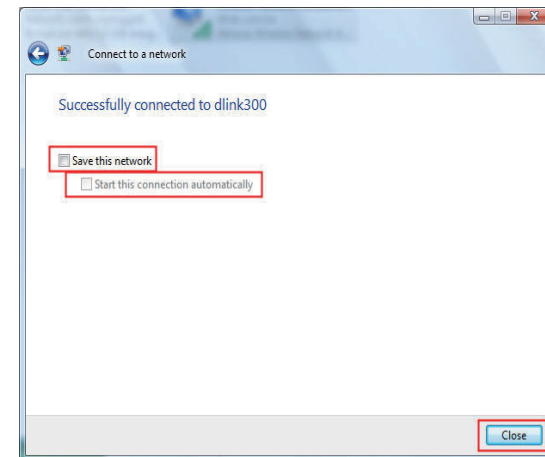 Connect to a network
Successfully connected to dlink300
Save this network
Start this connection automatically
Close